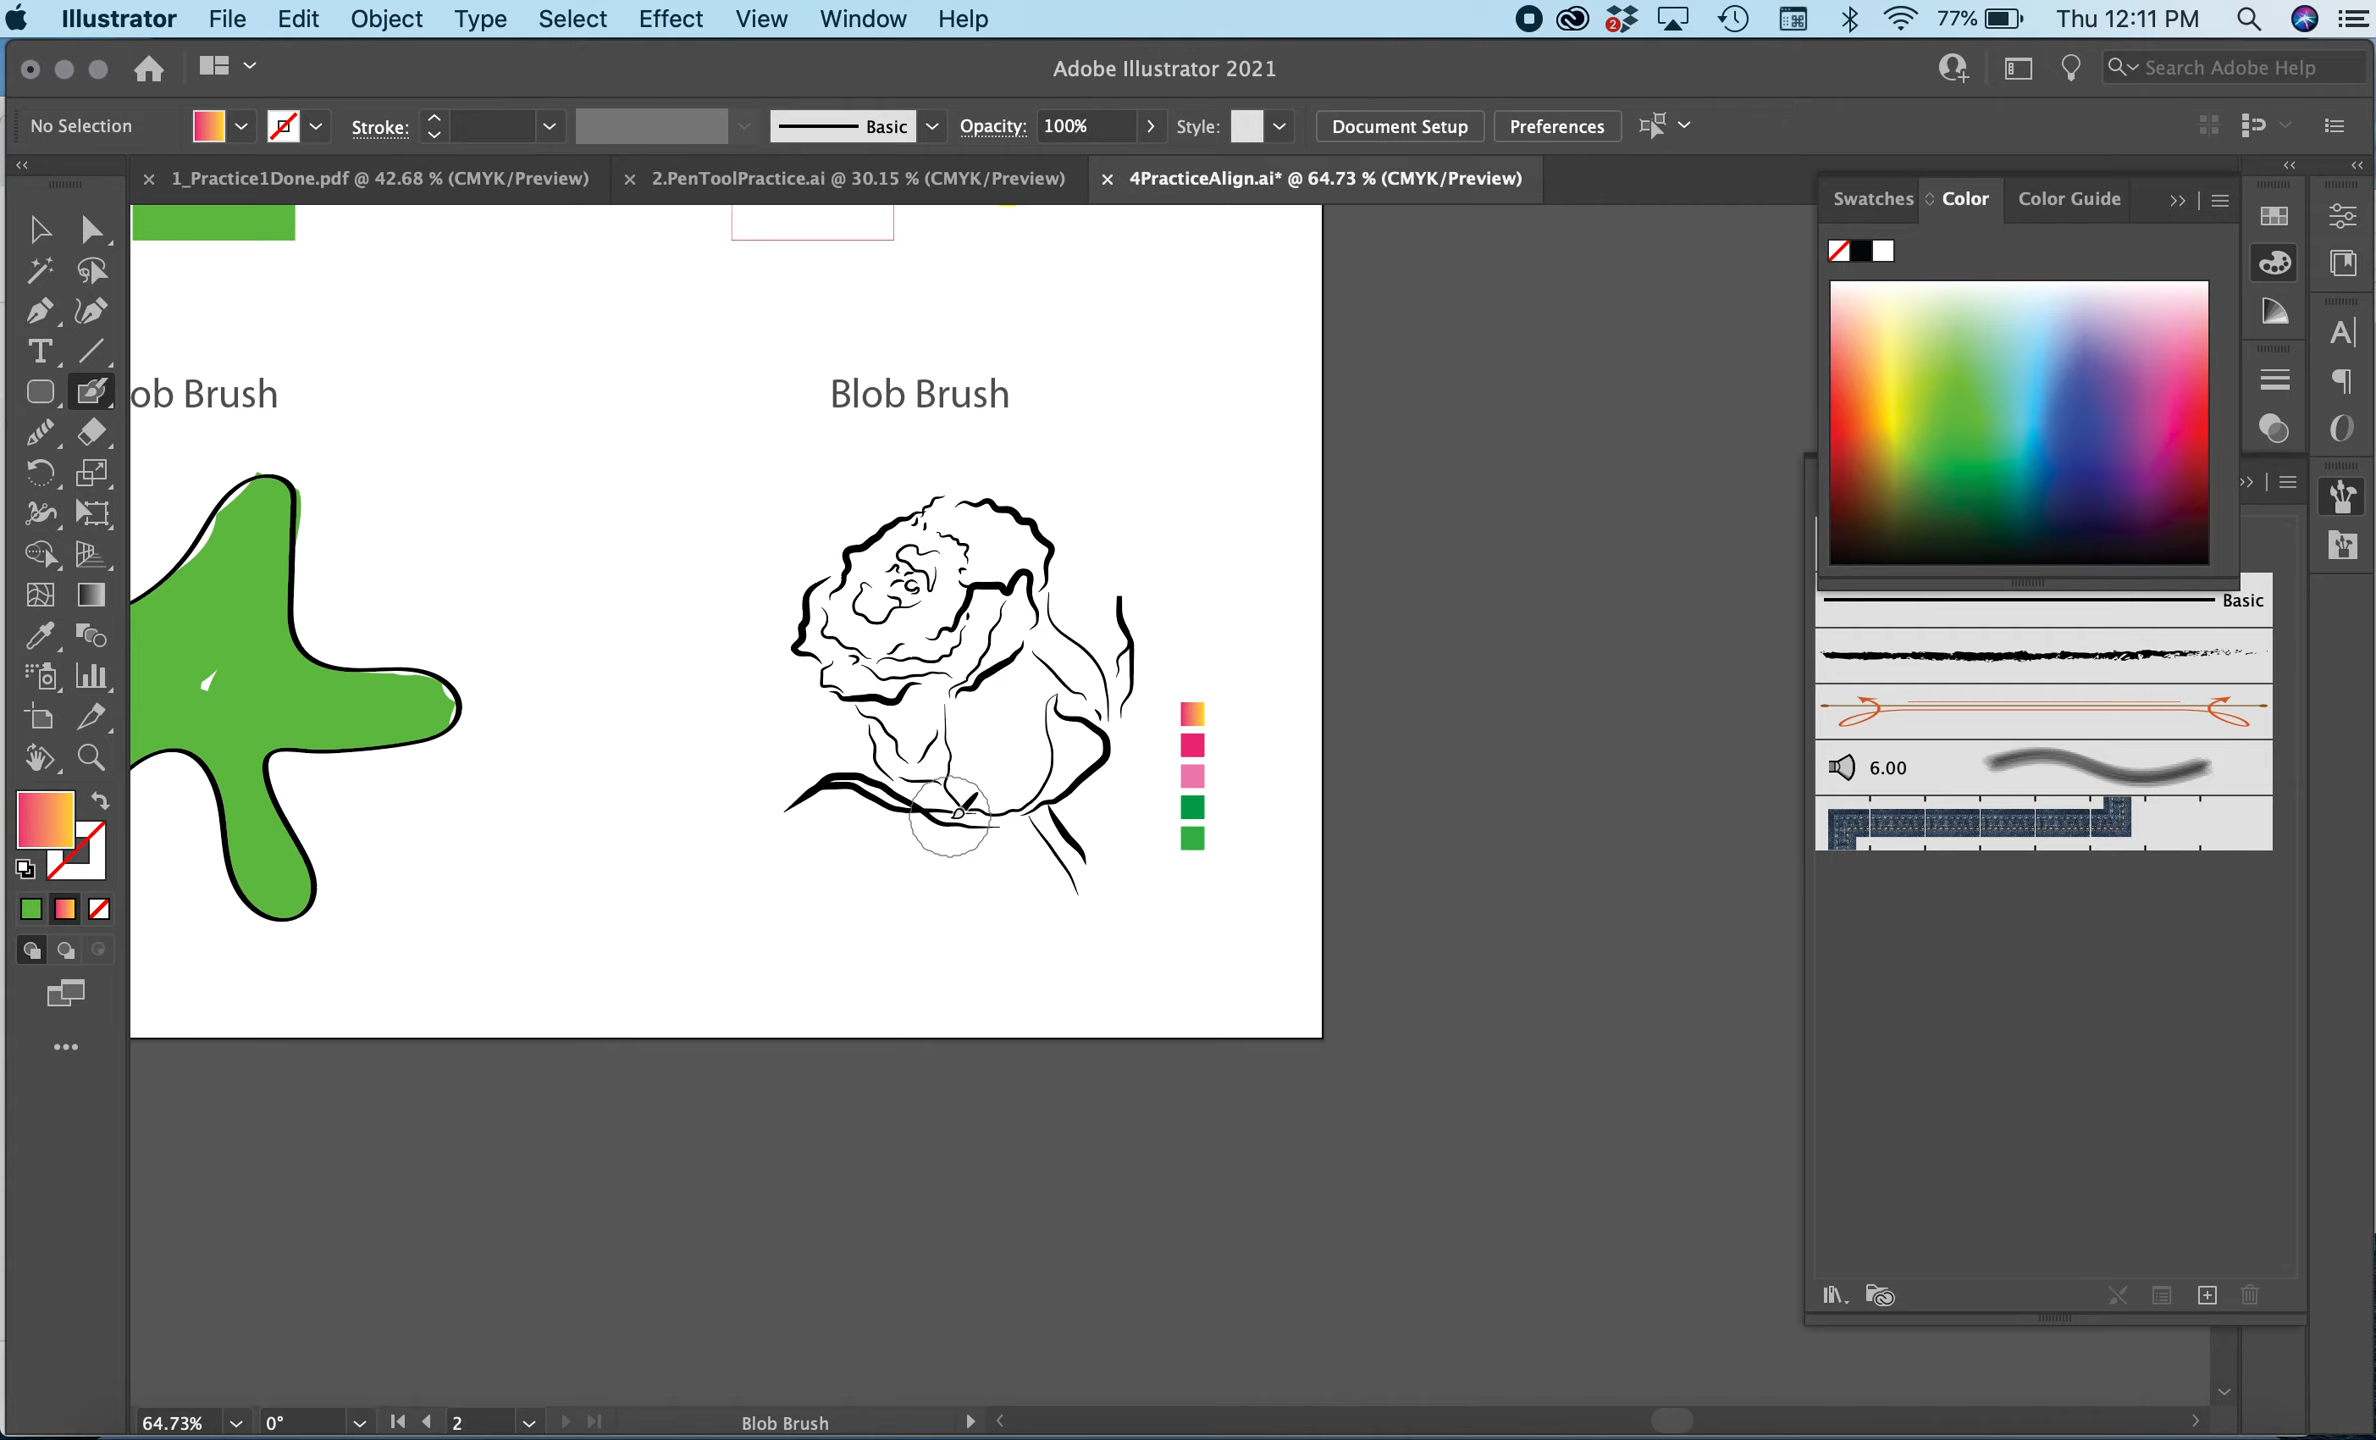 Illustrator File Edit Object Type Select Effect View Window Help 2 77% Thu 12:11 PM
Adobe Illustrator 2021 Search Adobe Help
No Selection Stroke: Basic Opacity: 100% Style: Document Setup Preferences
1_Practice1Done.pdf @ 42.68 % (CMYK/Preview) 2.PenToolPractice.ai @ 30.15 % (CMYK/Preview) 4PracticeAlign.ai* @ 64.73 % (CMYK/Preview)
Swatches Color Color Guide
ob Brush Blob Brush
Basic
6.00
64.73% 0° 2 Blob Brush